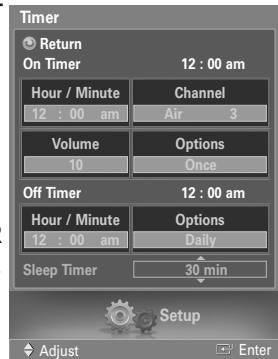 Timer
Return
On Timer 12 : 00 am
Hour / Minute Channel
12 : 00 am Air 3
Volume Options
10 Once
Off Timer 12 : 00 am
Hour / Minute Options
12 : 00 am Daily
Sleep Timer 30 min
Setup
Adjust Enter